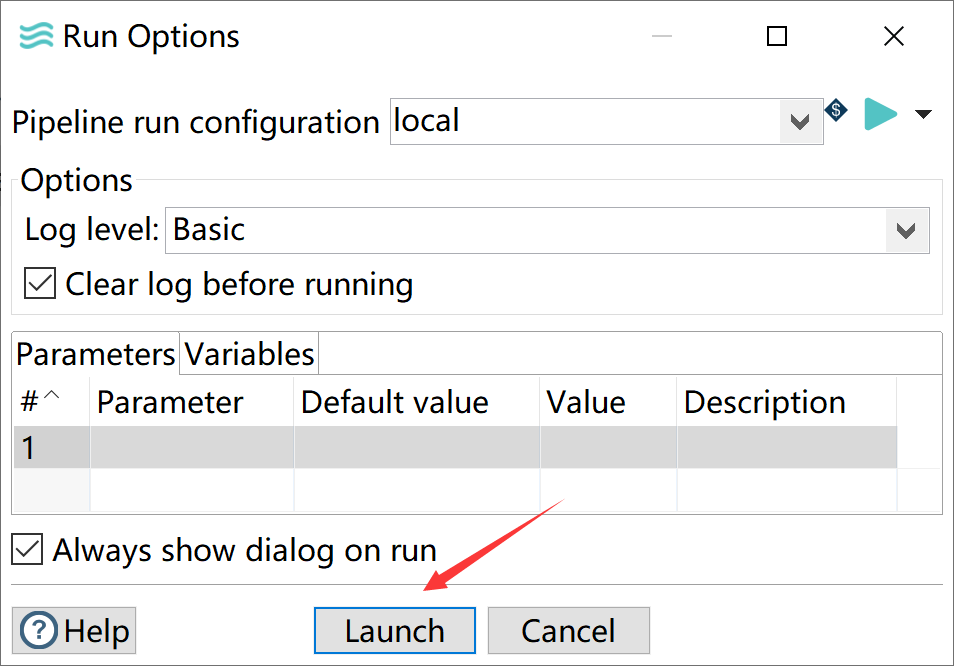 Run Options
Pipeline run configuration local $
Options
Log level: Basic
Clear log before running
Parameters Variables
# Parameter Default value Value Description
1
Always show dialog on run
? Help Launch Cancel